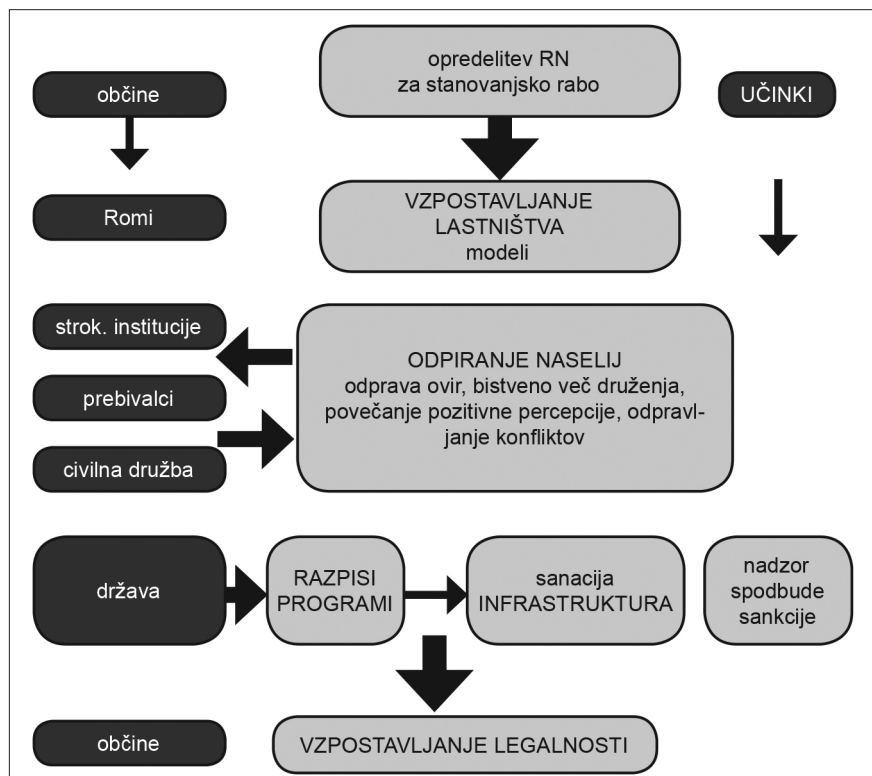 občine
opredelitev RN
za stanovanjsko rabo
UČINKI
Romi
VZPOSTAVLJANJE
LASTNIŠTVA
modeli
strok. institucije
prebivalci
civilna družba
ODPIRANJE NASELIJ
odprava ovir, bistveno več druženja,
povečanje pozitivne percepcije, odpravl-
janje konfliktov
država
RAZPISI
PROGRAMI
sanacija
INFRASTRUKTURA
nadzor
spodbude
sankcije
občine
VZPOSTAVLJANJE LEGALNOSTI